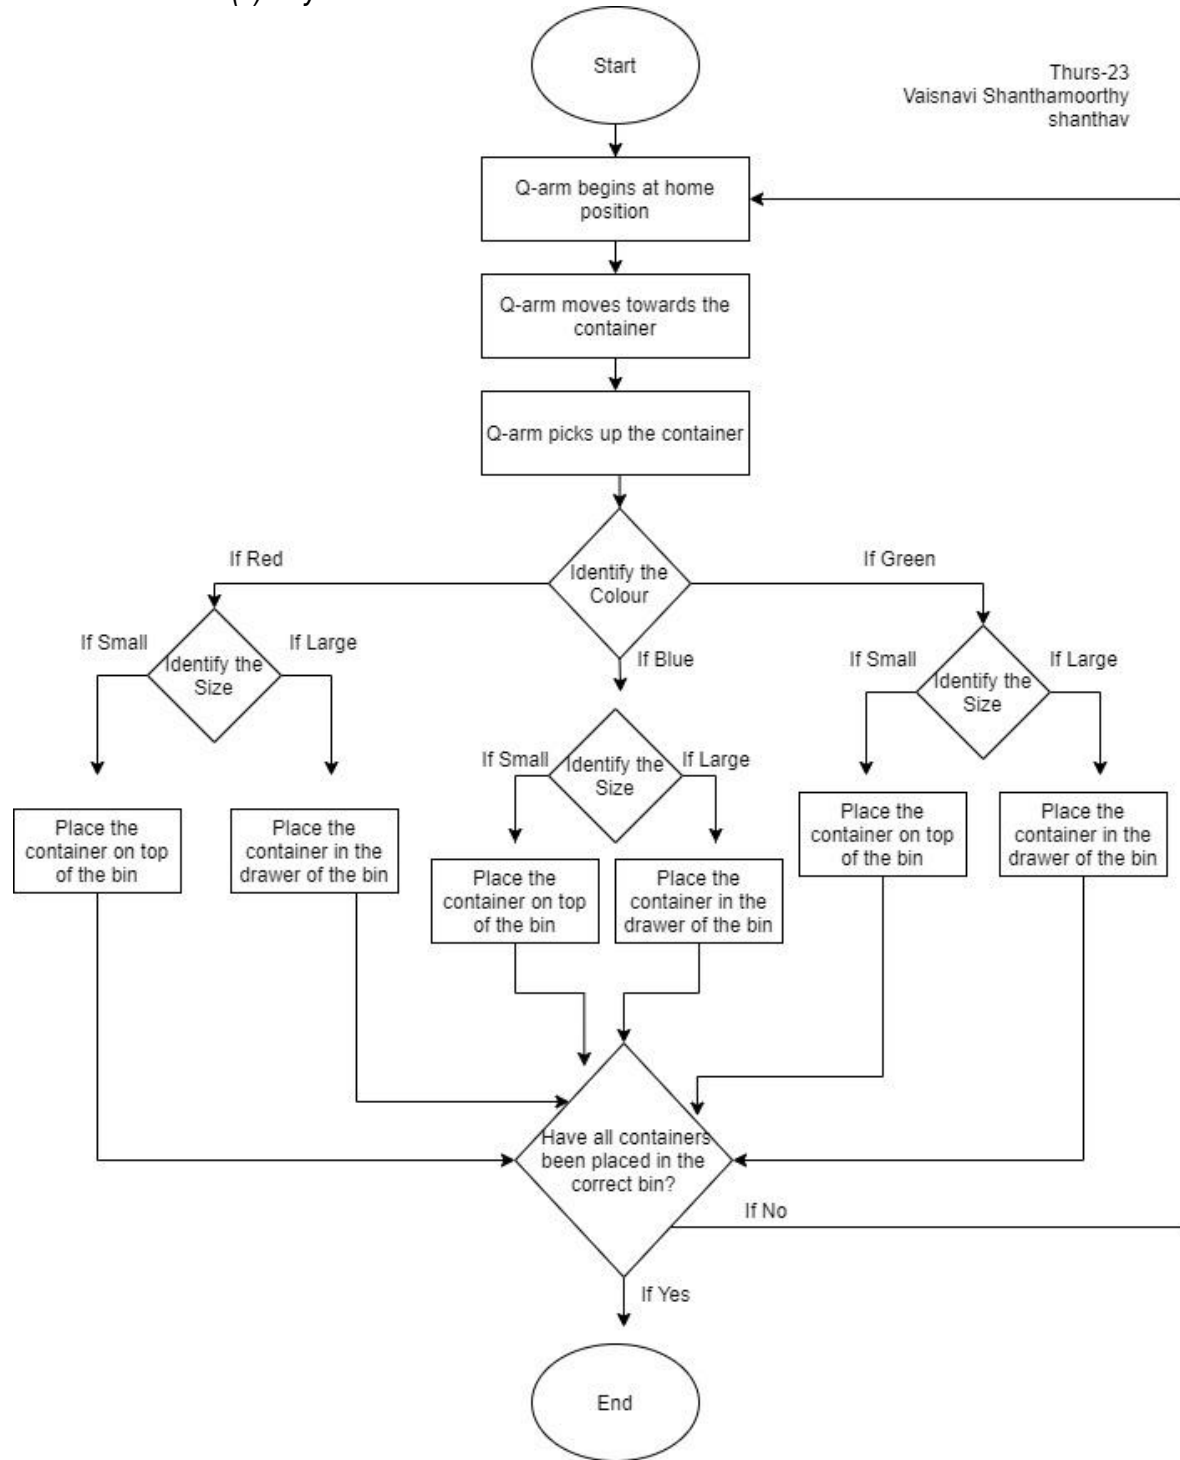 Start
Thurs-23
Vaisnavi Shanthamoorthy
shanthav
Q-arm begins at home
position
Q-arm moves towards the
container
Q-arm picks up the container
Identify the
Colour
If Red
If Green
If Blue
If Small
Identify the
Size
If Large
If Small
Identify the
Size
If Large
If Small
Identify the
Size
If Large
Place the
container on top
of the bin
Place the
container in the
drawer of the bin
Place the
container on top
of the bin
Place the
container in the
drawer of the bin
Place the
container on top
of the bin
Place the
container in the
drawer of the bin
Have all containers
been placed in the
correct bin?
If No
If Yes
End